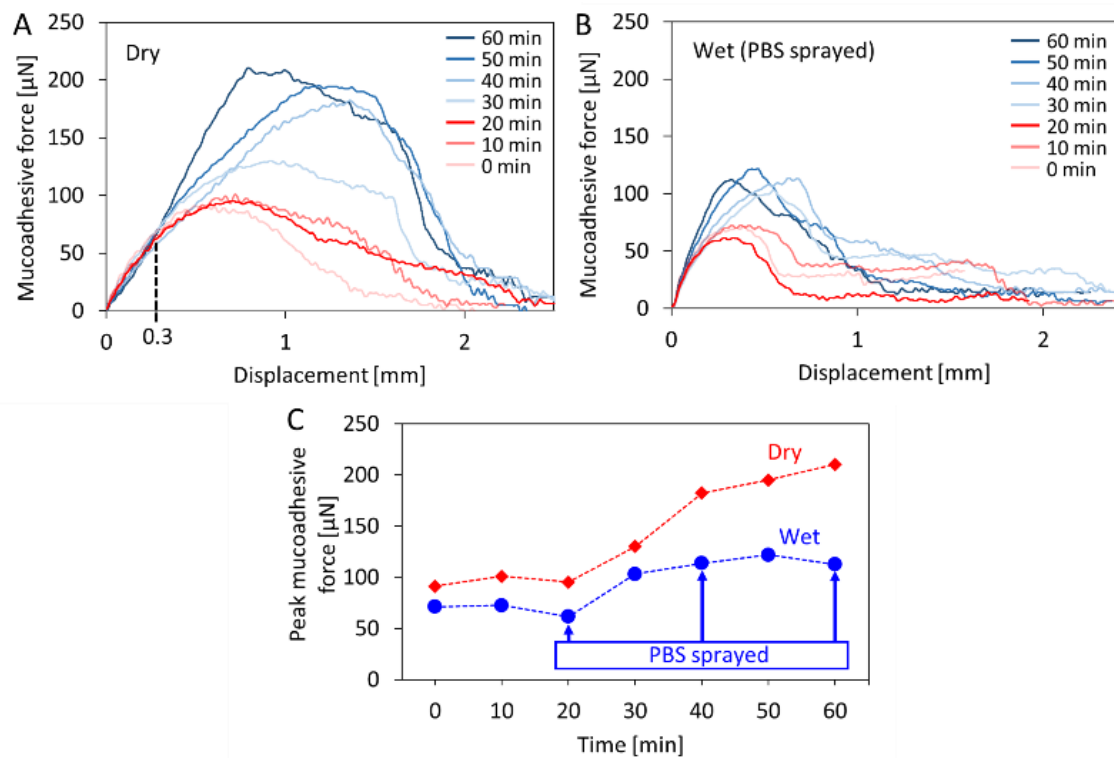 A
Dry
Mucoadhesive force [µN]
250
200
150
100
50
0
60 min
50 min
40 min
30 min
20 min
10 min
0 min
0
0.3
1
2
Displacement [mm]
B
Wet (PBS sprayed)
Mucoadhesive force [µN]
250
200
150
100
50
0
60 min
50 min
40 min
30 min
20 min
10 min
0 min
0
1
2
Displacement [mm]
C
Peak mucoadhesive
force [µN]
250
200
150
100
50
0
Dry
Wet
PBS sprayed
0 10 20 30 40 50 60
Time [min]